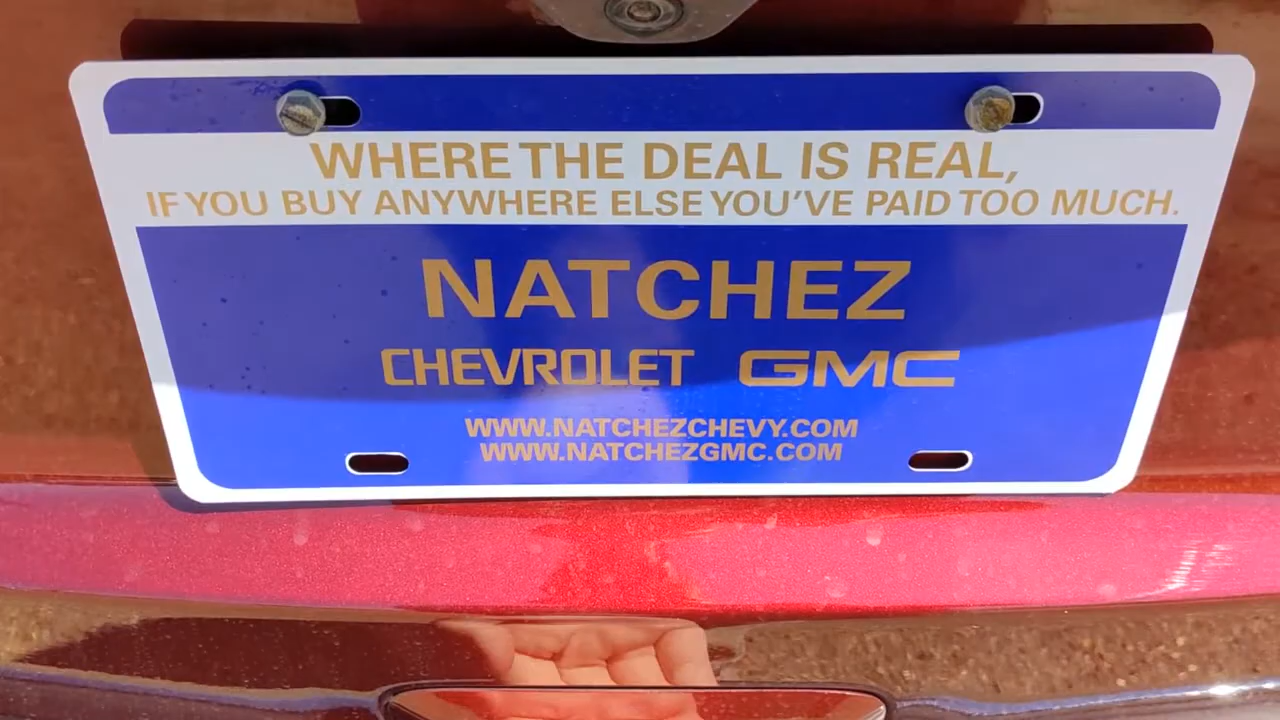 WHERE THE DEAL IS REAL,
IF YOU BUY ANYWHERE ELSE YOU'VE PAID TOO MUCH.
NATCHEZ
CHEVROLET GMC
WWW.NATCHEZCHEVY.COM
WWW.NATCHEZGMC.COM